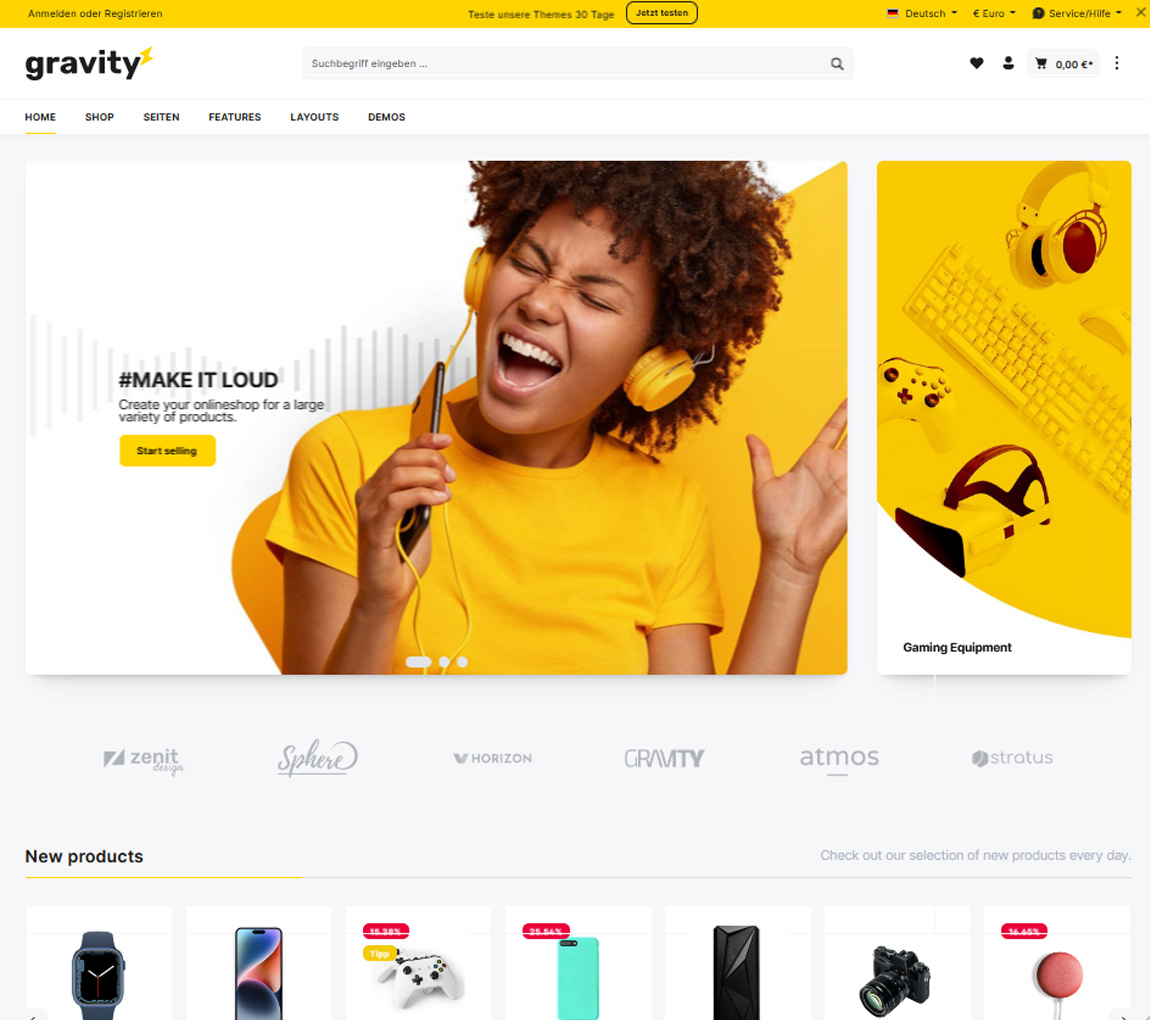 Anmelden oder Registrieren
Teste unsere Themes 30 Tage
Jetzt testen
Deutsch
€ Euro
Service/Hilfe
gravity
Suchbegriff eingeben ...
0,00 €*
HOME
SHOP
SEITEN
FEATURES
LAYOUTS
DEMOS
#MAKE IT LOUD
Create your onlineshop for a large
variety of products.
Start selling
Gaming Equipment
zenit
design
Sphere
HORIZON
GRAVITY
atmos
stratus
New products
Check out our selection of new products every day.
15.38%
Tipp
35.54%
16.65%